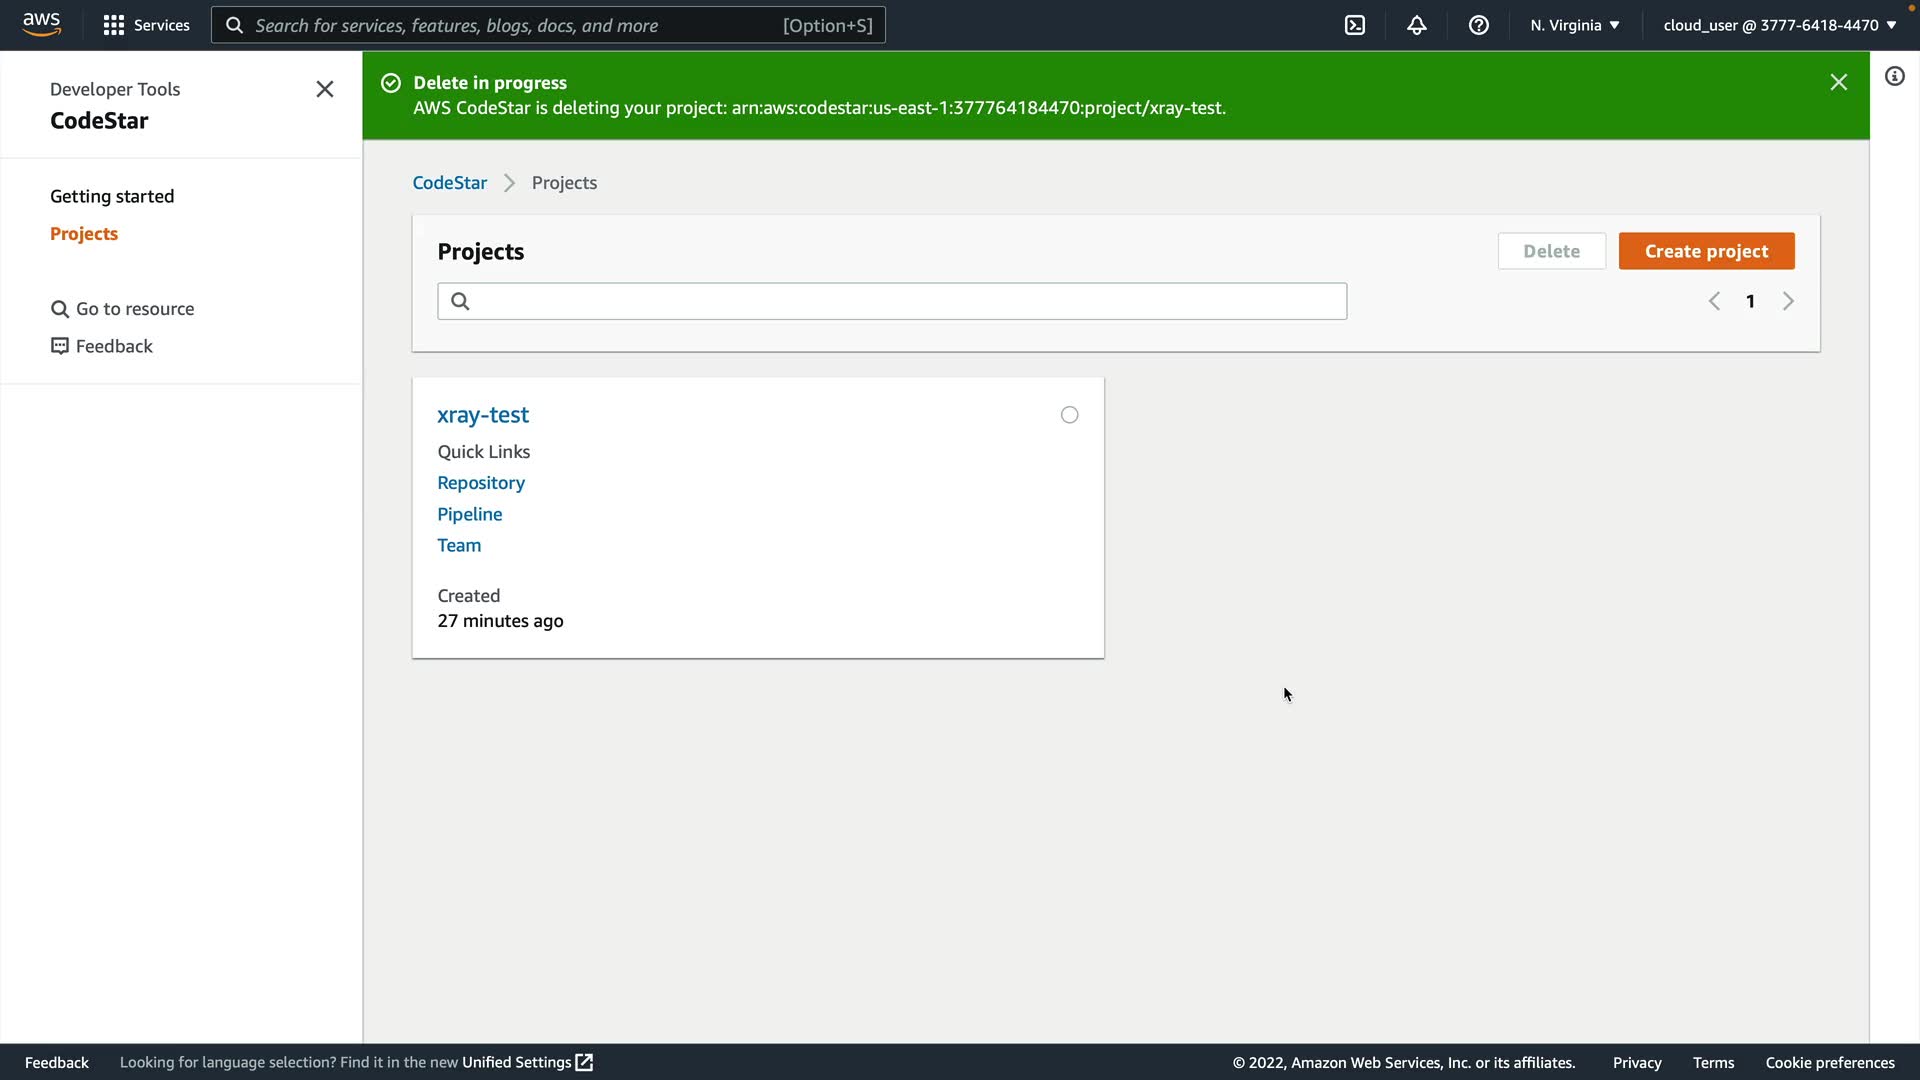 aws
Services
Search for services, features, blogs, docs, and more
[Option+S]
N. Virginia
cloud_user @ 3777-6418-4470
Developer Tools
CodeStar
Getting started
Projects
Go to resource
Feedback
Delete in progress
AWS CodeStar is deleting your project: arn:aws:codestar:us-east-1:377764184470:project/xray-test.
CodeStar
Projects
Projects
Delete
Create project
1
xray-test
Quick Links
Repository
Pipeline
Team
Created
27 minutes ago
Feedback
Looking for language selection? Find it in the new Unified Settings
© 2022, Amazon Web Services, Inc. or its affiliates.
Privacy
Terms
Cookie preferences